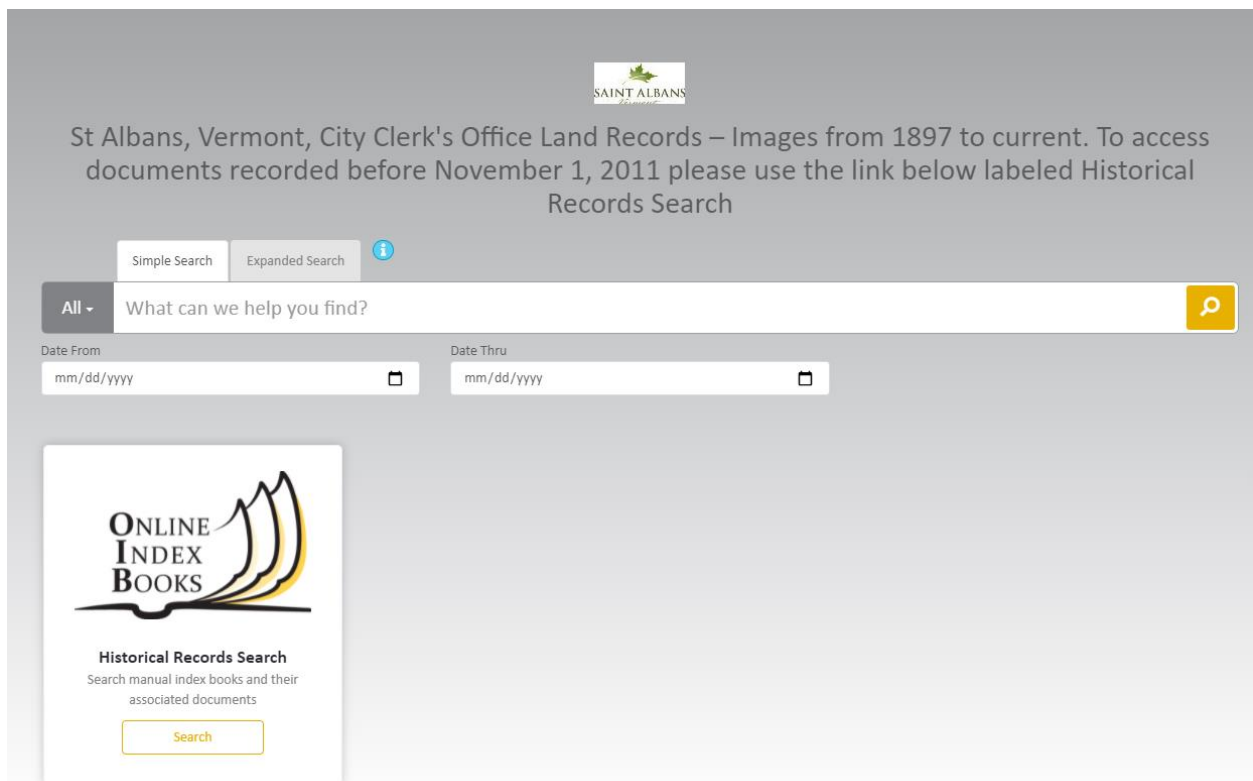 SAINT ALBANS
Vermont
St Albans, Vermont, City Clerk's Office Land Records – Images from 1897 to current. To access
documents recorded before November 1, 2011 please use the link below labeled Historical
Records Search
Simple Search
Expanded Search
All
What can we help you find?
Date From
Date Thru
mm/dd/yyyy
mm/dd/yyyy
ONLINE
INDEX
BOOKS
Historical Records Search
Search manual index books and their
associated documents
Search